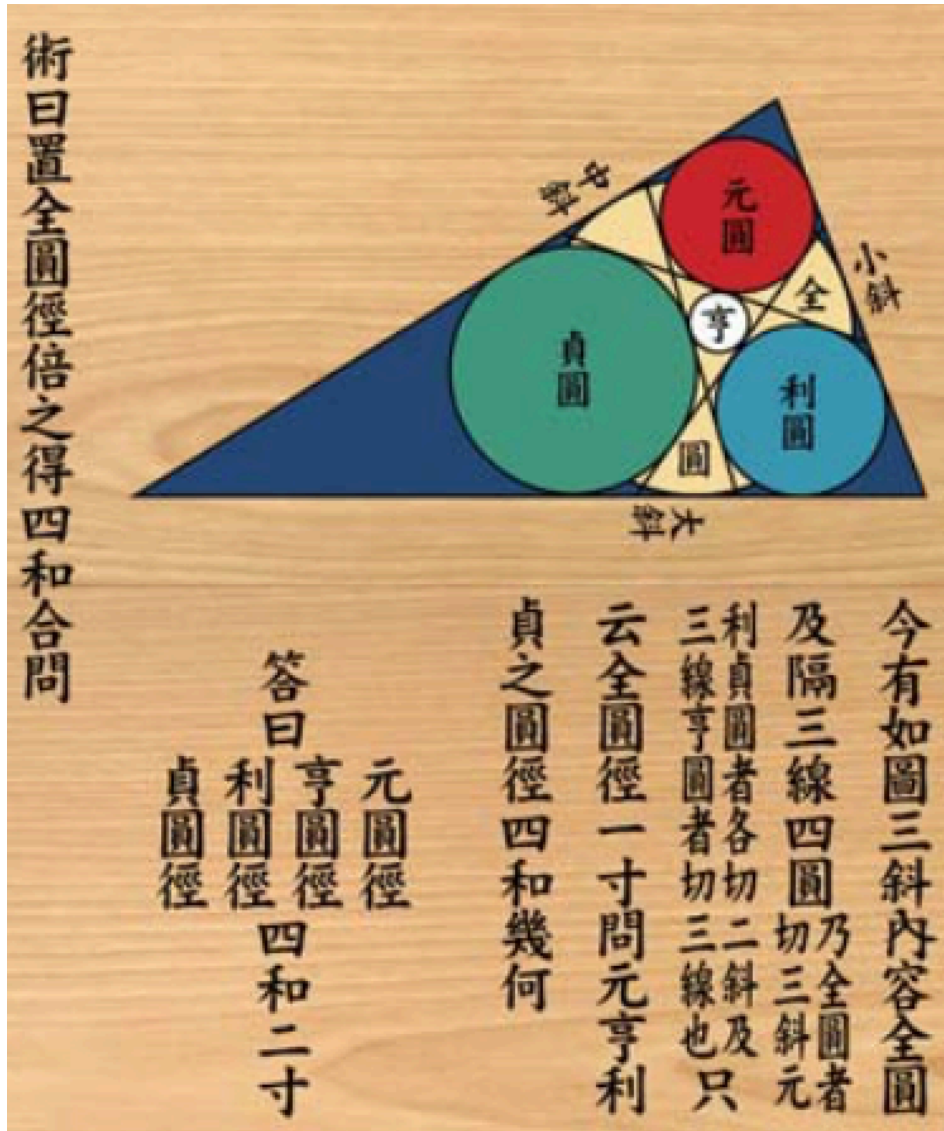 元圓
中斜
小斜
全
亨
貞圓
利圓
圓
大斜
今有如圖三斜內容全圓
及隔三線四圓
乃全圓者
切三斜元
利貞圓者各切二斜及
三線亨圓者切三線也
只
云全圓徑一寸問元亨利
貞之圓徑四和幾何
答曰
元圓徑
亨圓徑
利圓徑
貞圓徑
四和二寸
術曰置全圓徑倍之得四和合問